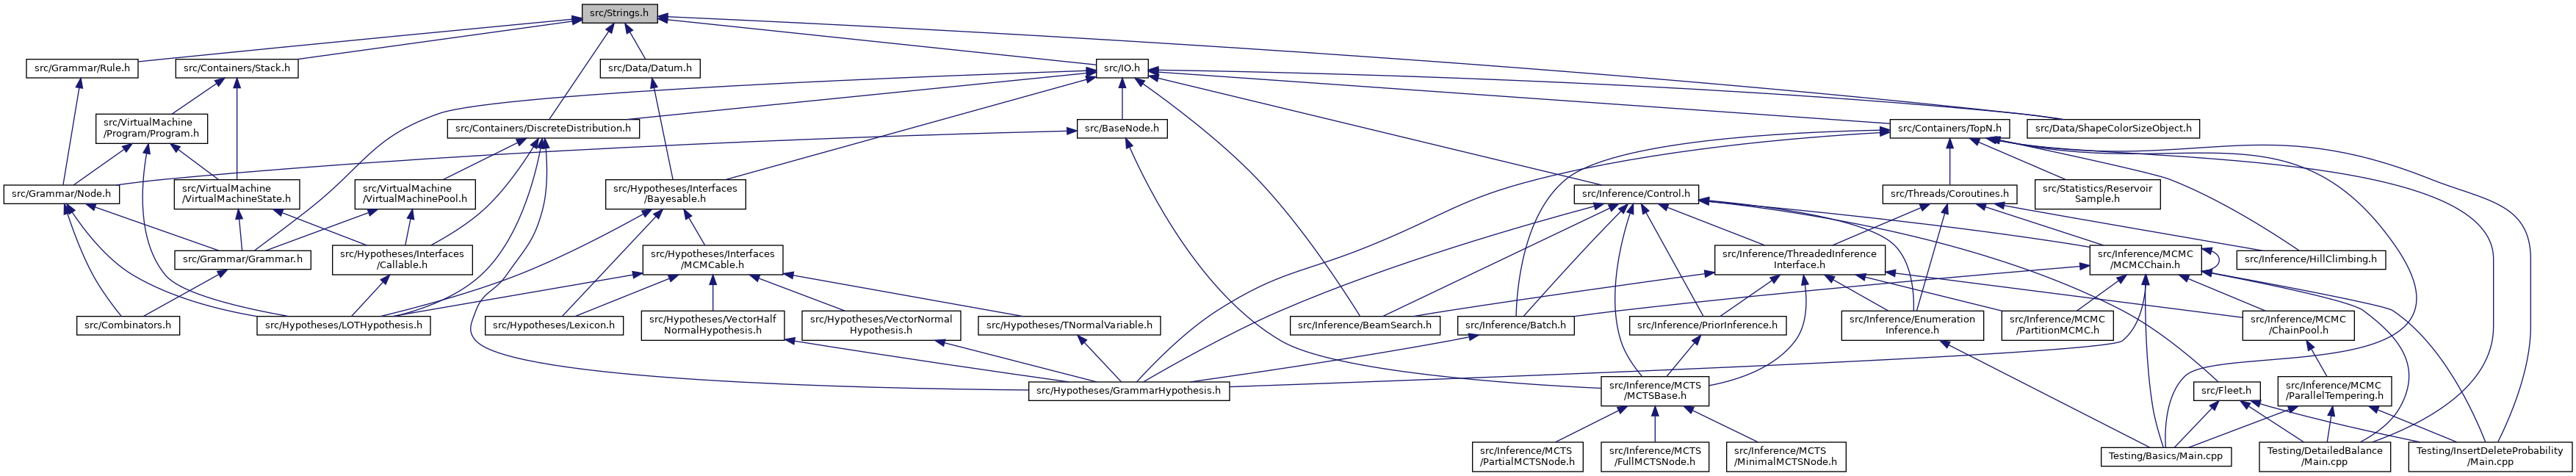 src/Strings.h
src/Grammar/Rule.h
src/Containers/Stack.h
src/Data/Datum.h
src/IO.h
src/VirtualMachine
/Program/Program.h
src/Containers/DiscreteDistribution.h
src/BaseNode.h
src/Containers/TopN.h
src/Data/ShapeColorSizeObject.h
src/Grammar/Node.h
src/VirtualMachine
/VirtualMachineState.h
src/VirtualMachine
/VirtualMachinePool.h
src/Hypotheses/Interfaces
/Bayesable.h
src/Inference/Control.h
src/Threads/Coroutines.h
src/Statistics/Reservoir
Sample.h
src/Grammar/Grammar.h
src/Hypotheses/Interfaces
/Callable.h
src/Hypotheses/Interfaces
/MCMCable.h
src/Inference/ThreadedInference
Interface.h
src/Inference/MCMC
/MCMCChain.h
src/Inference/HillClimbing.h
src/Combinators.h
src/Hypotheses/LOTHypothesis.h
src/Hypotheses/Lexicon.h
src/Hypotheses/VectorHalf
NormalHypothesis.h
src/Hypotheses/VectorNormal
Hypothesis.h
src/Hypotheses/TNormalVariable.h
src/Inference/BeamSearch.h
src/Inference/Batch.h
src/Inference/PriorInference.h
src/Inference/Enumeration
Inference.h
src/Inference/MCMC
/PartitionMCMC.h
src/Inference/MCMC
/ChainPool.h
src/Hypotheses/GrammarHypothesis.h
src/Inference/MCTS
/MCTSBase.h
src/Fleet.h
src/Inference/MCMC
/ParallelTempering.h
src/Inference/MCTS
/PartialMCTSNode.h
src/Inference/MCTS
/FullMCTSNode.h
src/Inference/MCTS
/MinimalMCTSNode.h
Testing/Basics/Main.cpp
Testing/DetailedBalance
/Main.cpp
Testing/InsertDeleteProbability
/Main.cpp